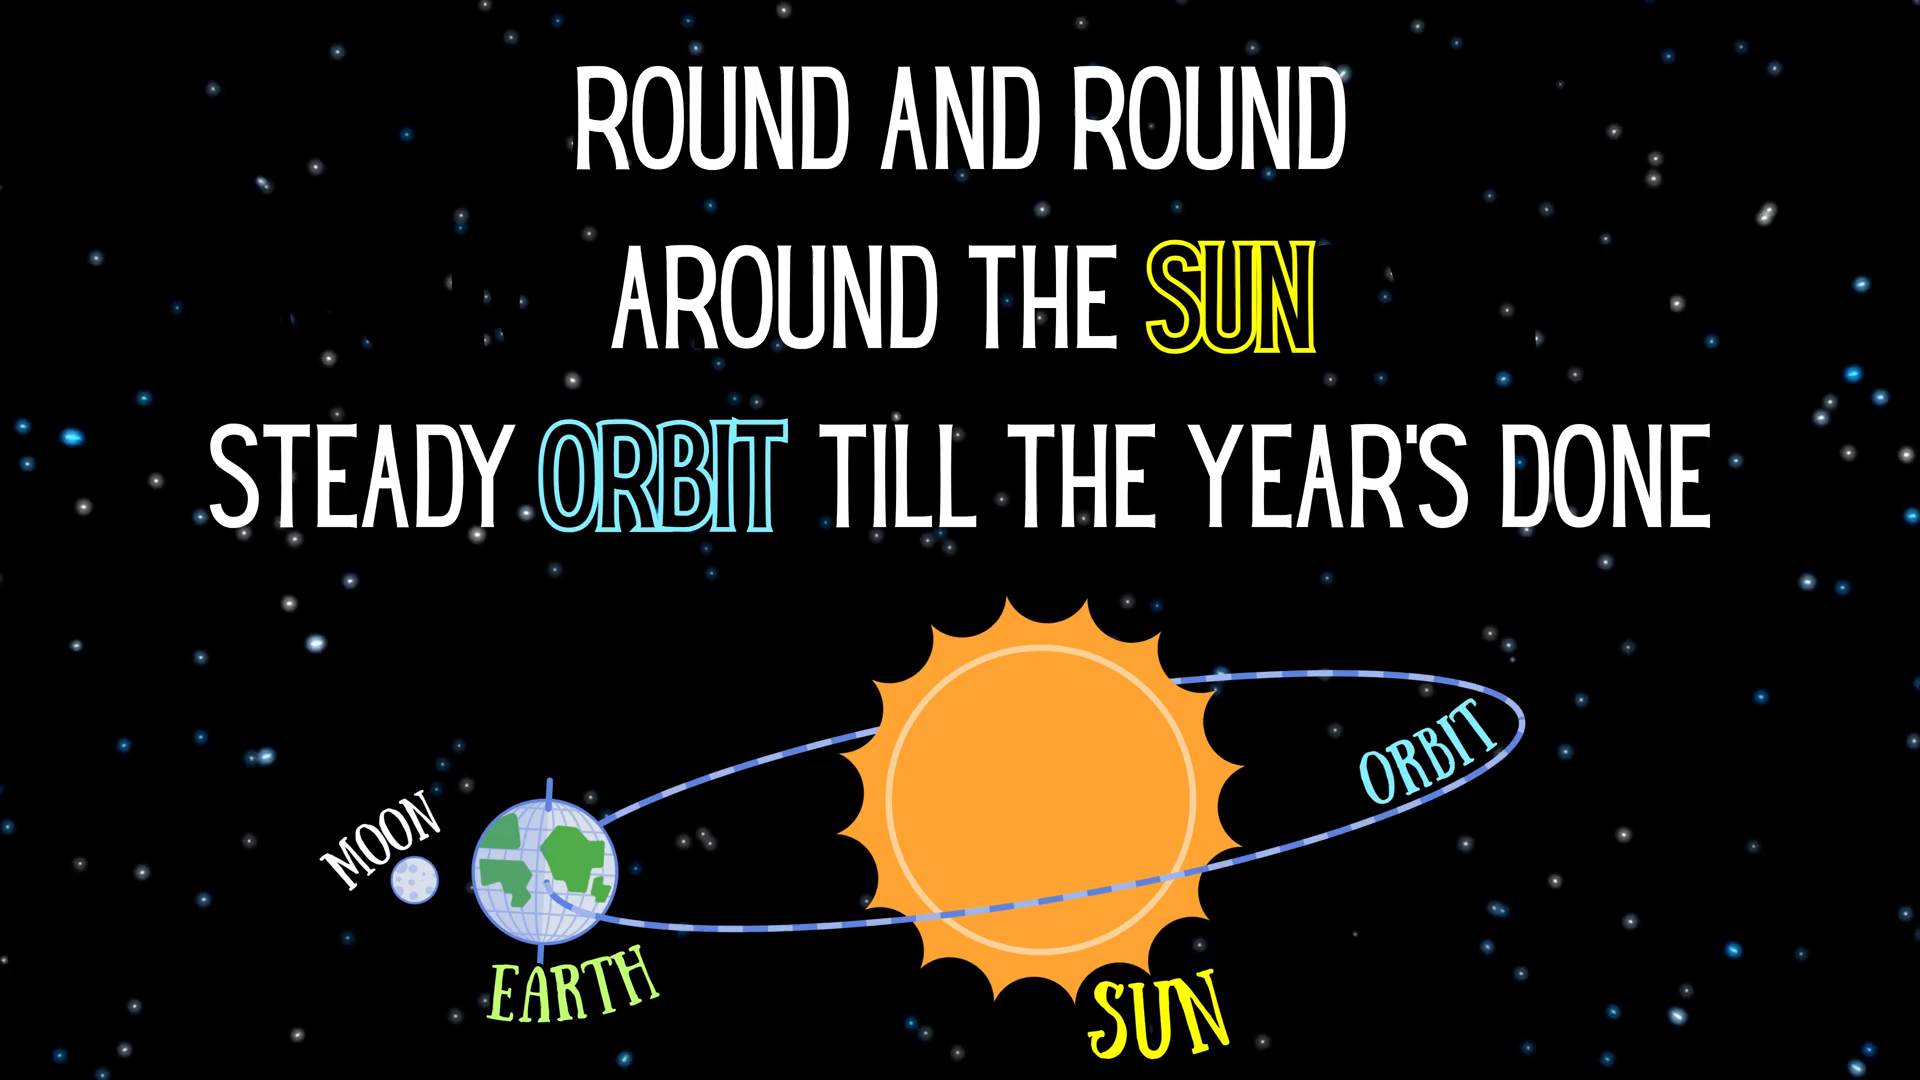 ROUND AND ROUND
AROUND THE SUN
STEADY ORBIT TILL THE YEAR'S DONE
ORBIT
MOON
EARTH
SUN